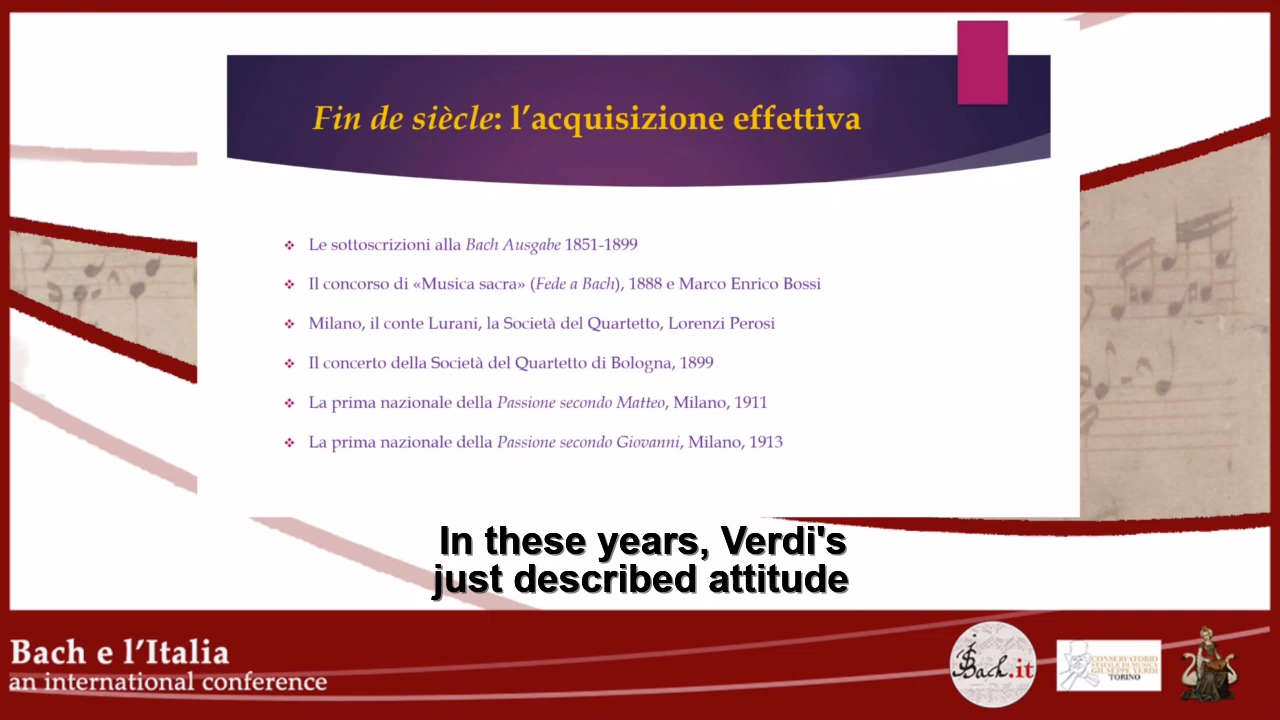 Fin de siècle: l’acquisizione effettiva
Le sottoscrizioni alla Bach Ausgabe 1851-1899
Il concorso di «Musica sacra» (Fede a Bach), 1888 e Marco Enrico Bossi
Milano, il conte Lurani, la Società del Quartetto, Lorenzi Perosi
Il concerto della Società del Quartetto di Bologna, 1899
La prima nazionale della Passione secondo Matteo, Milano, 1911
La prima nazionale della Passione secondo Giovanni, Milano, 1913
In these years, Verdi's
just described attitude
Bach e l’Italia
an international conference
JSBach.it
CONSERVATORIO
STATALE DI MUSICA
GIUSEPPE VERDI
TORINO